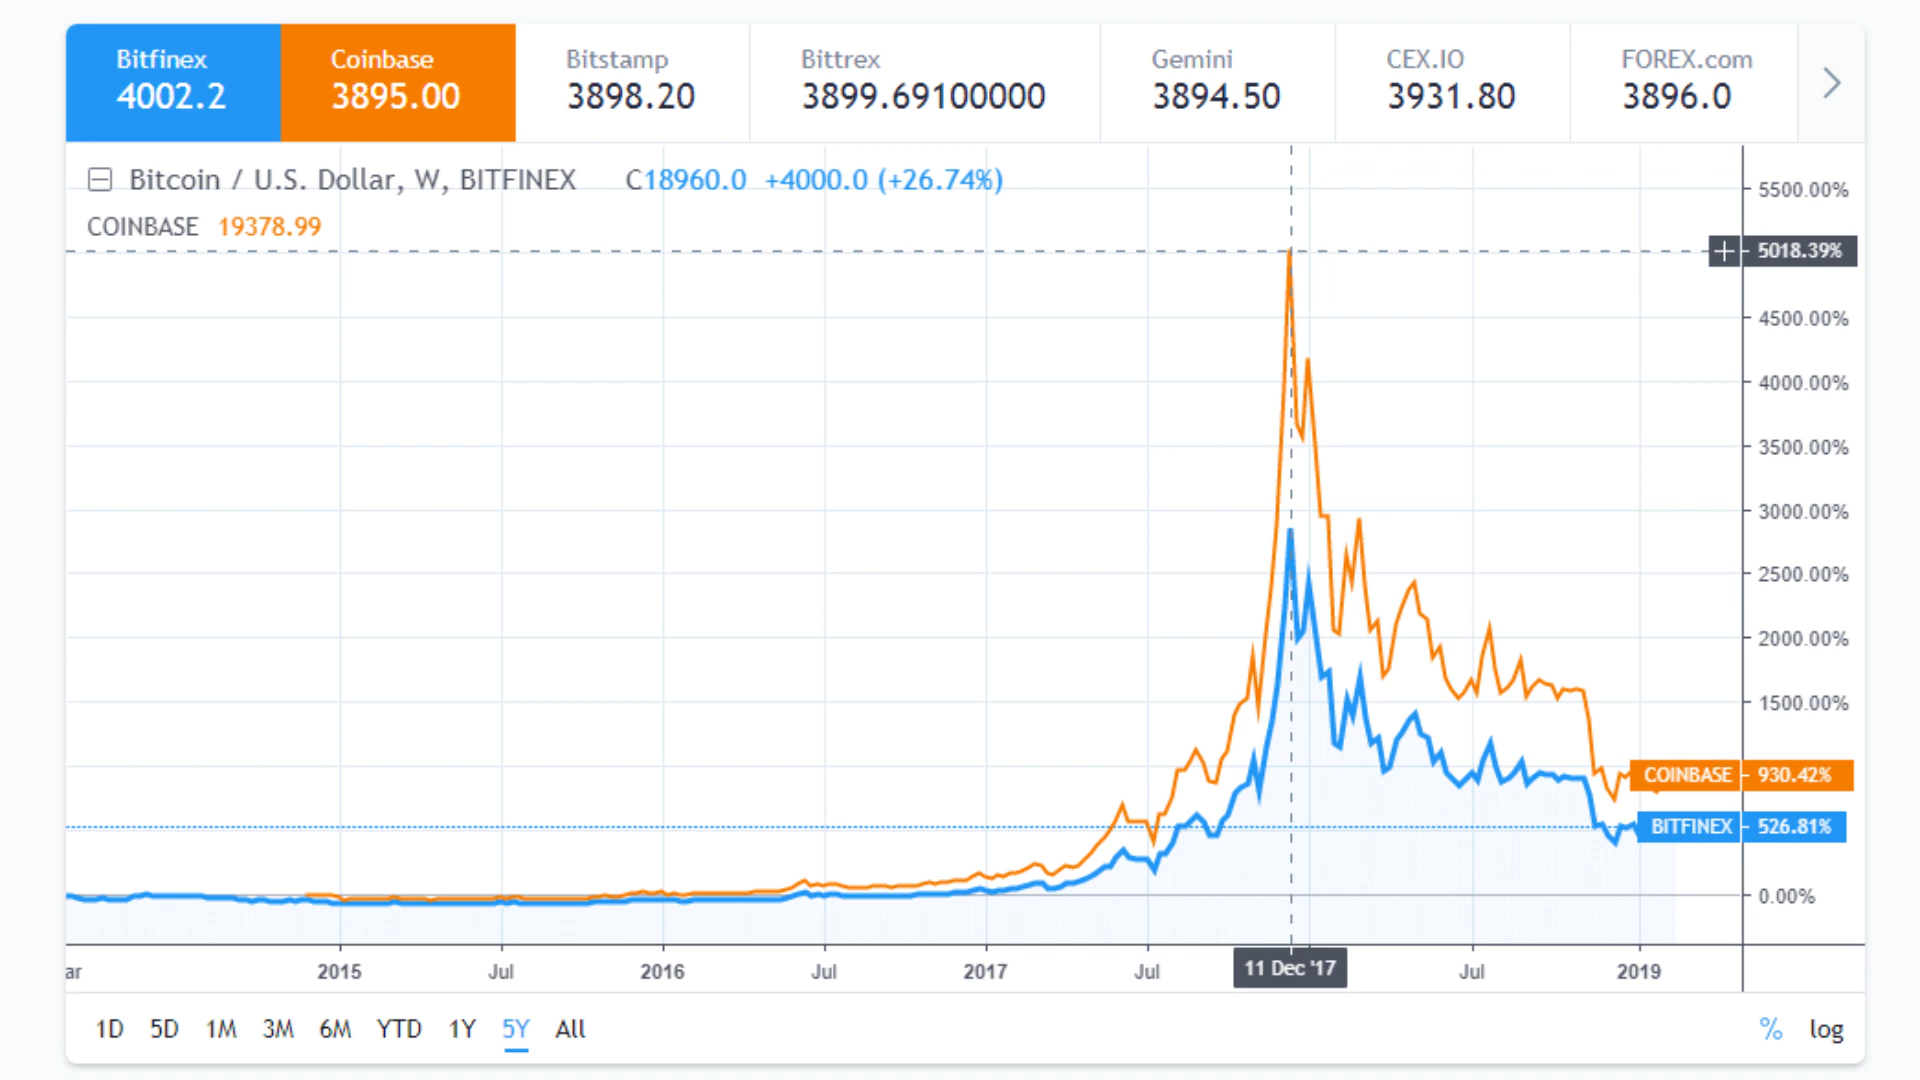 Bitfinex Coinbase Bitstamp Bittrex Gemini CEX.IO FOREX.com
4002.2 3895.00 3898.20 3899.69100000 3894.50 3931.80 3896.0
Bitcoin / U.S. Dollar, W, BITFINEX C18960.0 +4000.0 (+26.74%)
COINBASE 19378.99
5500.00%
5018.39%
4500.00%
4000.00%
3500.00%
3000.00%
2500.00%
2000.00%
1500.00%
COINBASE 930.42%
BITFINEX 526.81%
0.00%
ar 2015 Jul 2016 Jul 2017 Jul 11 Dec '17 Jul 2019
1D 5D 1M 3M 6M YTD 1Y 5Y All % log